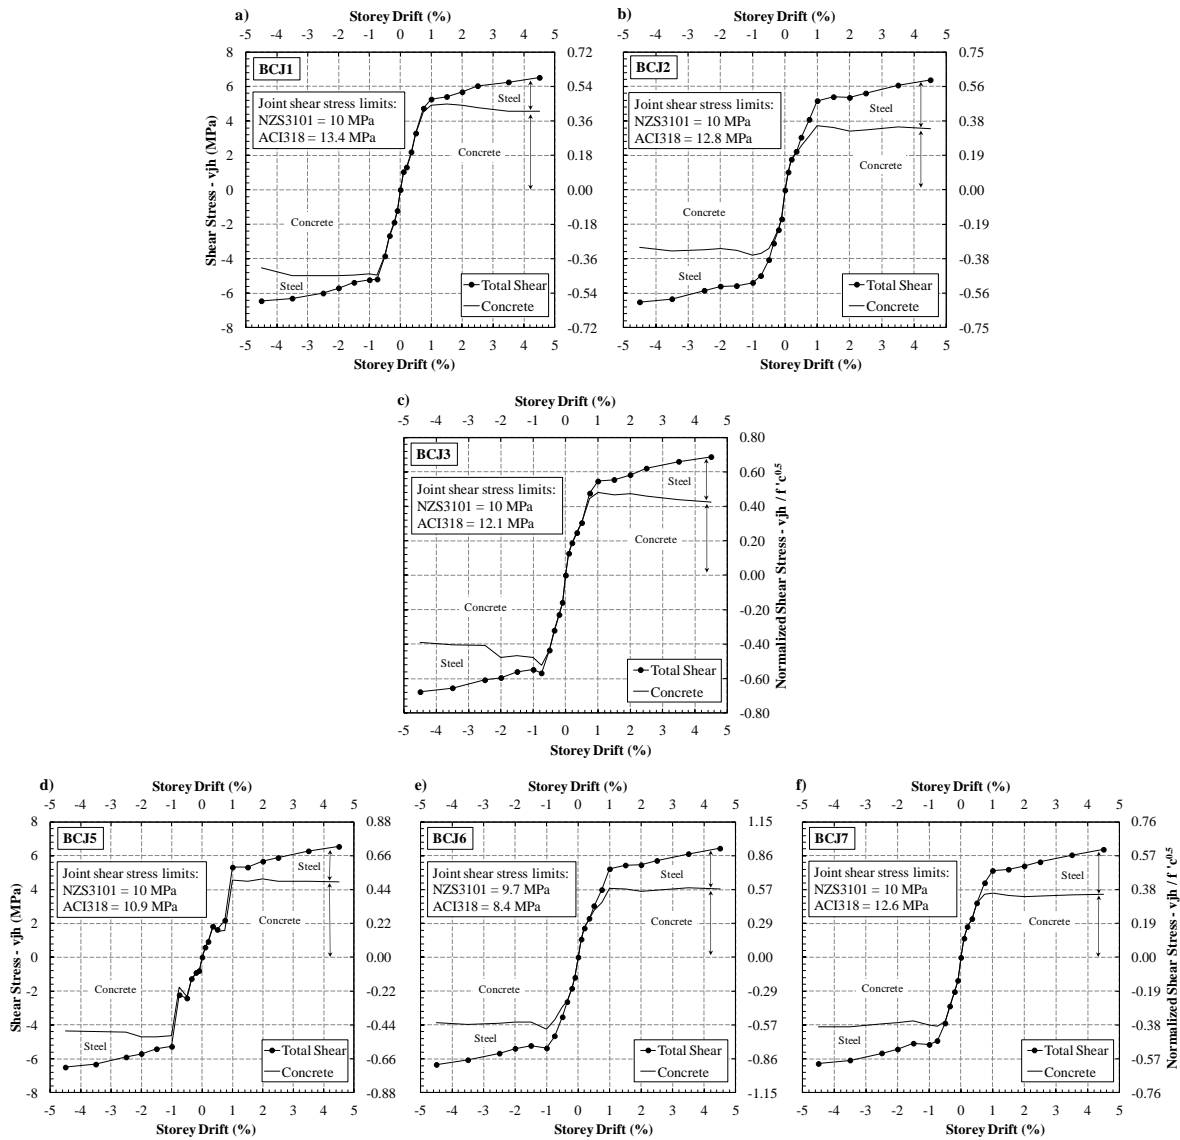 a)
Storey Drift (%)
-5 -4 -3 -2 -1 0 1 2 3 4 5
8 6 4 2 0 -2 -4 -6 -8
Shear Stress - vjh (MPa)
0.72 0.54 0.36 0.18 0.00 -0.18 -0.36 -0.54 -0.72
BCJ1
Joint shear stress limits:
NZS3101 = 10 MPa
ACI318 = 13.4 MPa
Steel
Concrete
Concrete
Steel
Total Shear
Concrete
-5 -4 -3 -2 -1 0 1 2 3 4 5
Storey Drift (%)
b)
Storey Drift (%)
-5 -4 -3 -2 -1 0 1 2 3 4 5
8 6 4 2 0 -2 -4 -6 -8
0.75 0.56 0.38 0.19 0.00 -0.19 -0.38 -0.56 -0.75
BCJ2
Joint shear stress limits:
NZS3101 = 10 MPa
ACI318 = 12.8 MPa
Steel
Concrete
Concrete
Steel
Total Shear
Concrete
-5 -4 -3 -2 -1 0 1 2 3 4 5
Storey Drift (%)
c)
Storey Drift (%)
-5 -4 -3 -2 -1 0 1 2 3 4 5
0.80 0.60 0.40 0.20 0.00 -0.20 -0.40 -0.60 -0.80
Normalized Shear Stress - vjh / f 'c0.5
BCJ3
Joint shear stress limits:
NZS3101 = 10 MPa
ACI318 = 12.1 MPa
Steel
Concrete
Concrete
Steel
Total Shear
Concrete
-5 -4 -3 -2 -1 0 1 2 3 4 5
Storey Drift (%)
d)
Storey Drift (%)
-5 -4 -3 -2 -1 0 1 2 3 4 5
8 6 4 2 0 -2 -4 -6 -8
Shear Stress - vjh (MPa)
0.88 0.66 0.44 0.22 0.00 -0.22 -0.44 -0.66 -0.88
BCJ5
Joint shear stress limits:
NZS3101 = 10 MPa
ACI318 = 10.9 MPa
Steel
Concrete
Concrete
Steel
Total Shear
Concrete
-5 -4 -3 -2 -1 0 1 2 3 4 5
Storey Drift (%)
e)
Storey Drift (%)
-5 -4 -3 -2 -1 0 1 2 3 4 5
1.15 0.86 0.57 0.29 0.00 -0.29 -0.57 -0.86 -1.15
BCJ6
Joint shear stress limits:
NZS3101 = 9.7 MPa
ACI318 = 8.4 MPa
Steel
Concrete
Concrete
Steel
Total Shear
Concrete
-5 -4 -3 -2 -1 0 1 2 3 4 5
Storey Drift (%)
f)
Storey Drift (%)
-5 -4 -3 -2 -1 0 1 2 3 4 5
0.76 0.57 0.38 0.19 0.00 -0.19 -0.38 -0.57 -0.76
Normalized Shear Stress - vjh / f 'c0.5
BCJ7
Joint shear stress limits:
NZS3101 = 10 MPa
ACI318 = 12.6 MPa
Steel
Concrete
Concrete
Steel
Total Shear
Concrete
-5 -4 -3 -2 -1 0 1 2 3 4 5
Storey Drift (%)